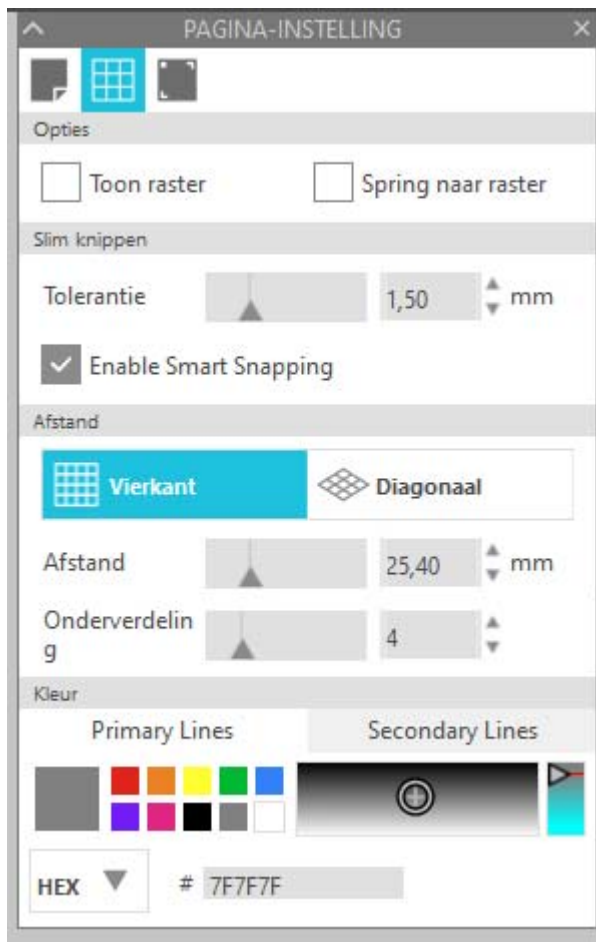 PAGINA-INSTELLING
Opties
Toon raster Spring naar raster
Slim knippen
Tolerantie 1,50 mm
Enable Smart Snapping
Afstand
Vierkant Diagonaal
Afstand 25,40 mm
Onderverdelin
g 4
Kleur
Primary Lines Secondary Lines
HEX # 7F7F7F